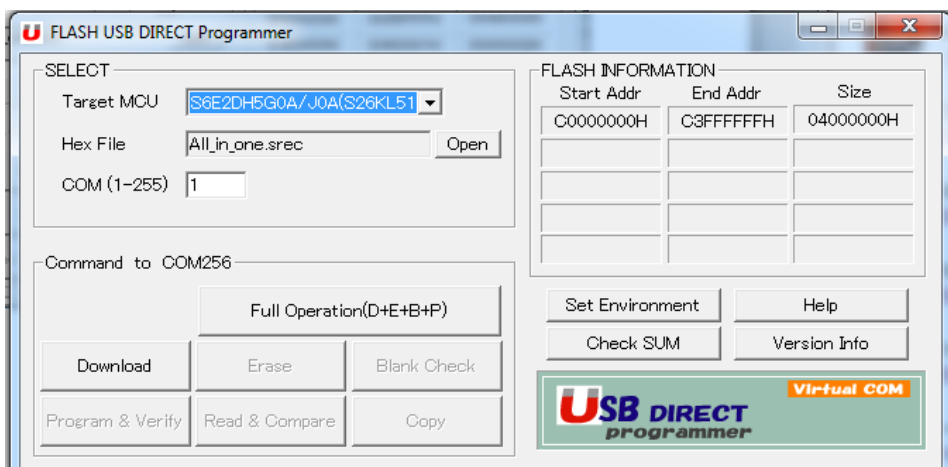 FLASH USB DIRECT Programmer
SELECT
Target MCU
S6E2DH5G0A/J0A(S26KL51
Hex File
All_in_one.srec
Open
COM (1-255)
1
FLASH INFORMATION
Start Addr End Addr Size
C0000000H C3FFFFFFH 04000000H
Command to COM256
Full Operation(D+E+B+P)
Download Erase Blank Check
Program & Verify Read & Compare Copy
Set Environment Help
Check SUM Version Info
Virtual COM
USB DIRECT
programmer